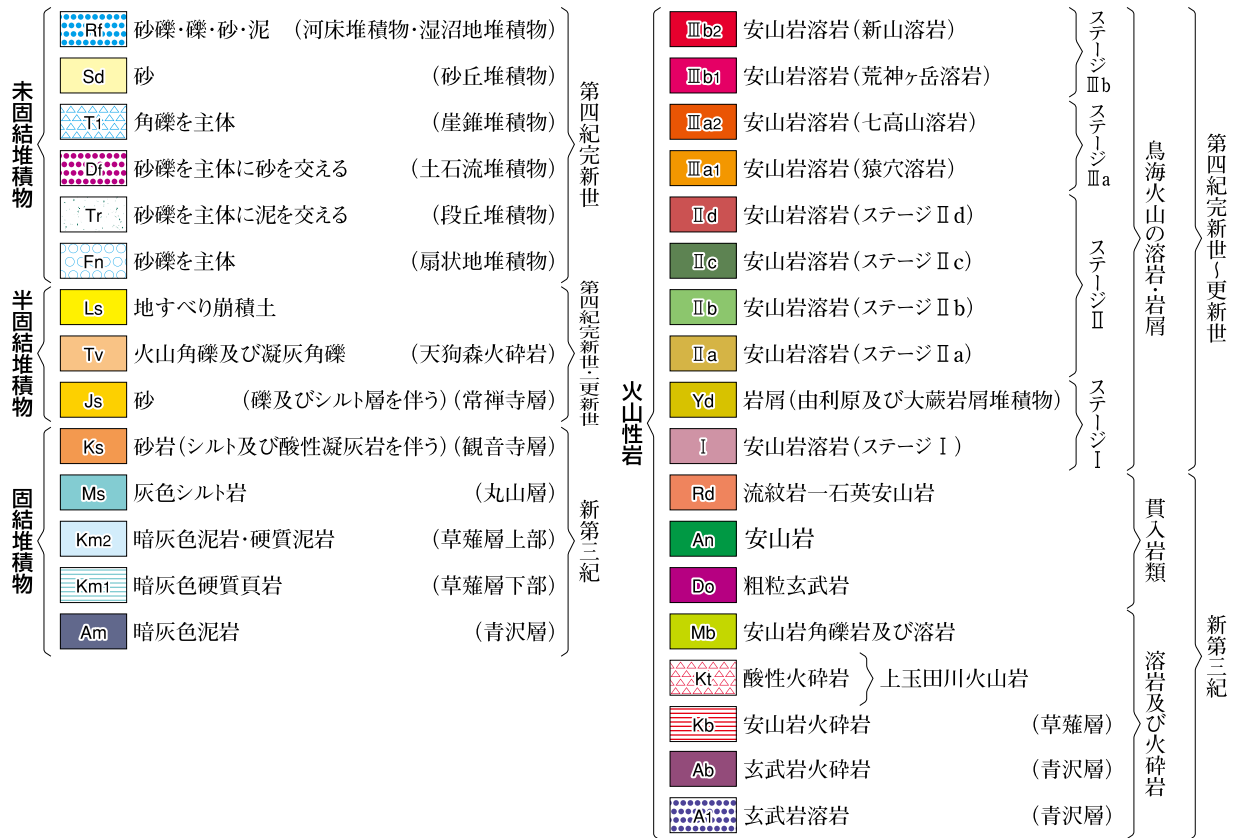 未固結堆積物
Rf 砂礫・礫・砂・泥 (河床堆積物・湿沼地堆積物)
Sd 砂 (砂丘堆積物)
T1 角礫を主体 (崖錐堆積物)
Df 砂礫を主体に砂を交える (土石流堆積物)
Tr 砂礫を主体に泥を交える (段丘堆積物)
Fn 砂礫を主体 (扇状地堆積物)
第四紀完新世
半固結堆積物
Ls 地すべり崩積土
Tv 火山角礫及び凝灰角礫 (天狗森火砕岩)
Js 砂 (礫及びシルト層を伴う)(常禅寺層)
第四紀完新世・更新世
固結堆積物
Ks 砂岩(シルト及び酸性凝灰岩を伴う)(観音寺層)
Ms 灰色シルト岩 (丸山層)
Km2 暗灰色泥岩・硬質泥岩 (草薙層上部)
Km1 暗灰色硬質頁岩 (草薙層下部)
Am 暗灰色泥岩 (青沢層)
新第三紀
火山性岩
Ⅲb2 安山岩溶岩(新山溶岩)
Ⅲb1 安山岩溶岩(荒神ヶ岳溶岩)
ステージⅢb
Ⅲa2 安山岩溶岩(七高山溶岩)
Ⅲa1 安山岩溶岩(猿穴溶岩)
ステージⅢa
Ⅱd 安山岩溶岩(ステージⅡd)
Ⅱc 安山岩溶岩(ステージⅡc)
Ⅱb 安山岩溶岩(ステージⅡb)
Ⅱa 安山岩溶岩(ステージⅡa)
ステージⅡ
Yd 岩屑(由利原及び大蕨岩屑堆積物)
Ⅰ 安山岩溶岩(ステージⅠ)
ステージⅠ
鳥海火山の溶岩・岩屑
第四紀完新世〜更新世
Rd 流紋岩一石英安山岩
An 安山岩
Do 粗粒玄武岩
貫入岩類
Mb 安山岩角礫岩及び溶岩
Kt 酸性火砕岩 上玉田川火山岩
Kb 安山岩火砕岩 (草薙層)
Ab 玄武岩火砕岩 (青沢層)
A1 玄武岩溶岩 (青沢層)
溶岩及び火砕岩
新第三紀